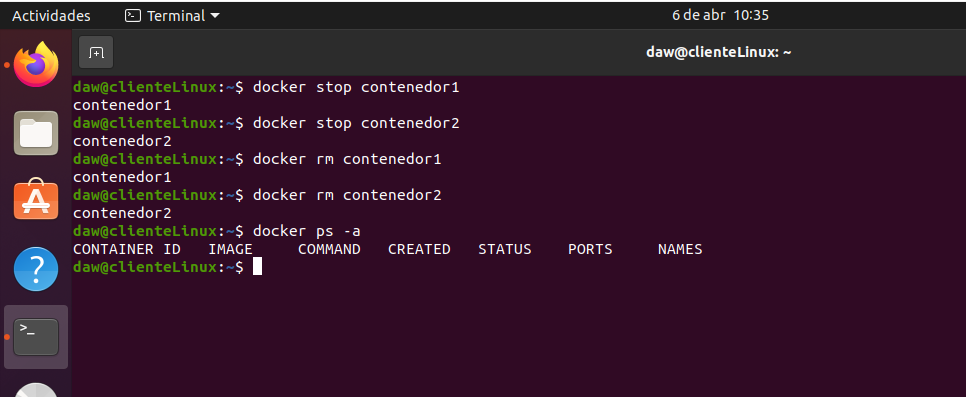 Actividades
Terminal
6 de abr 10:35
daw@clienteLinux: ~
daw@clienteLinux:~$ docker stop contenedor1
contenedor1
daw@clienteLinux:~$ docker stop contenedor2
contenedor2
daw@clienteLinux:~$ docker rm contenedor1
contenedor1
daw@clienteLinux:~$ docker rm contenedor2
contenedor2
daw@clienteLinux:~$ docker ps -a
CONTAINER ID   IMAGE     COMMAND   CREATED   STATUS    PORTS     NAMES
daw@clienteLinux:~$